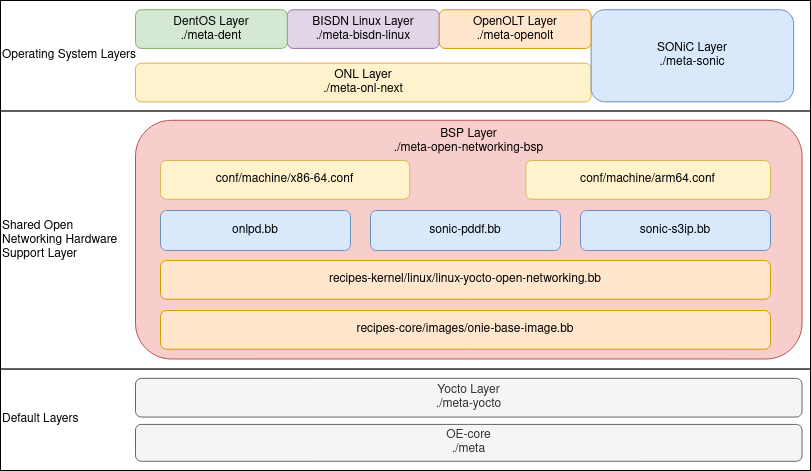 Operating System Layers
DentOS Layer
./meta-dent
BISDN Linux Layer
./meta-bisdn-linux
OpenOLT Layer
./meta-openolt
SONiC Layer
./meta-sonic
ONL Layer
./meta-onl-next
Shared Open
Networking Hardware
Support Layer
BSP Layer
./meta-open-networking-bsp
conf/machine/x86-64.conf
conf/machine/arm64.conf
onlpd.bb
sonic-pddf.bb
sonic-s3ip.bb
recipes-kernel/linux/linux-yocto-open-networking.bb
recipes-core/images/onie-base-image.bb
Default Layers
Yocto Layer
./meta-yocto
OE-core
./meta